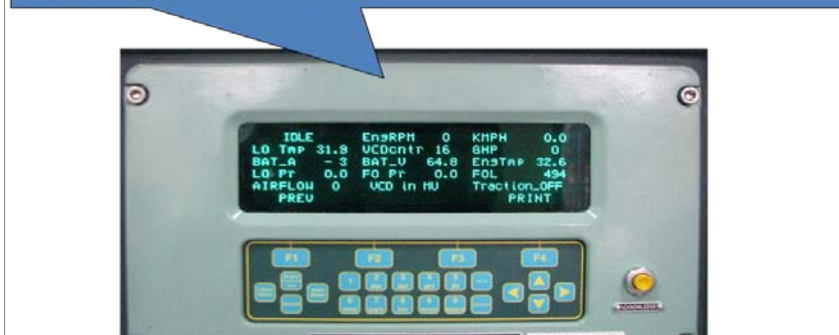 IDLE EngRPM 0 KMPH 0.0
LO Tmp 31.9 VCDcntr 16 GHP 0
BAT_A - 3 BAT_V 64.8 EngTmp 32.6
LO Pr 0.0 FO Pr 0.0 FOL 494
AIRFLOW 0 VCD in MU Traction_OFF
PREV PRINT
F1 F2 F3 F4